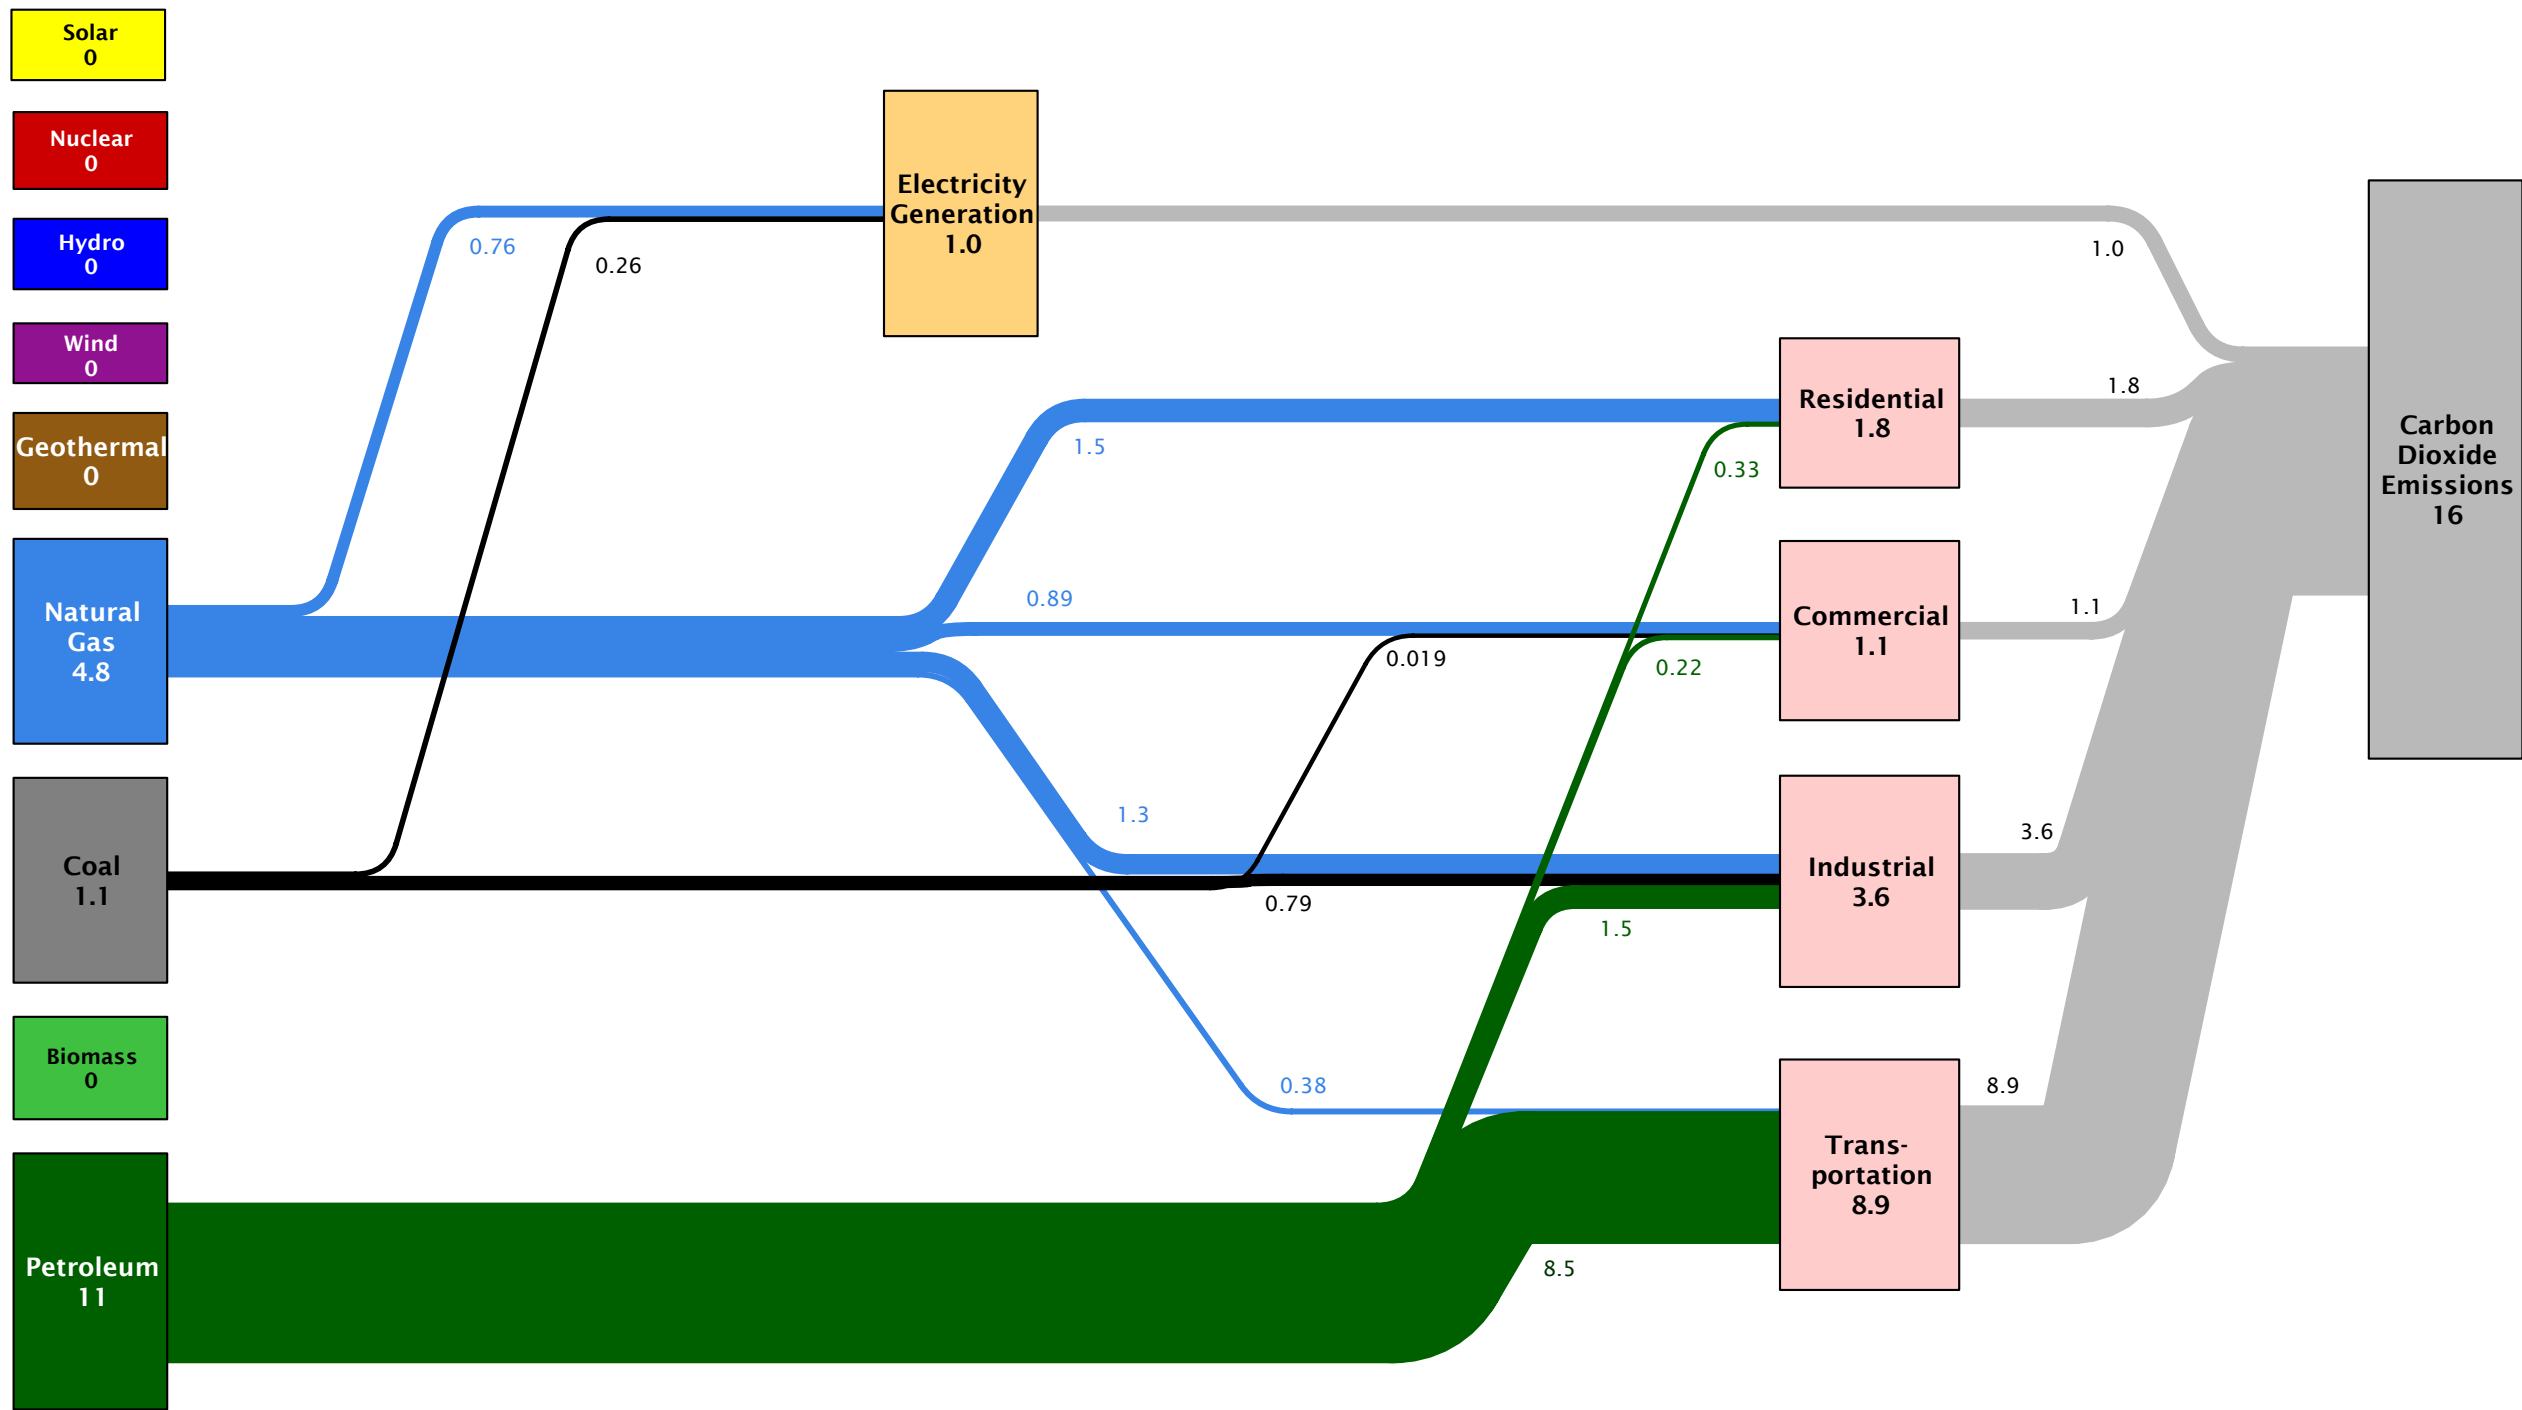 Solar
0
Nuclear
0
Hydro
0
Wind
0
Geothermal
0
Natural
Gas
4.8
Coal
1.1
Biomass
0
Petroleum
11
0.76
0.26
Electricity
Generation
1.0
1.5
0.89
0.019
1.3
0.79
0.38
0.33
0.22
1.5
8.5
Residential
1.8
Commercial
1.1
Industrial
3.6
Trans-
portation
8.9
1.0
1.8
1.1
3.6
8.9
Carbon
Dioxide
Emissions
16